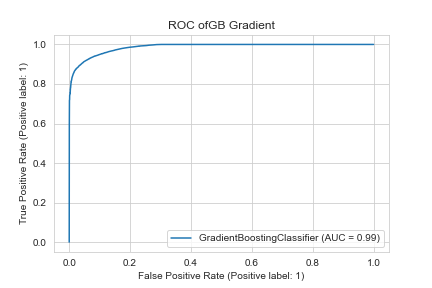 ROC ofGB Gradient
1.0
0.8
0.6
0.4
0.2
0.0
True Positive Rate (Positive label: 1)
GradientBoostingClassifier (AUC = 0.99)
0.0 0.2 0.4 0.6 0.8 1.0
False Positive Rate (Positive label: 1)